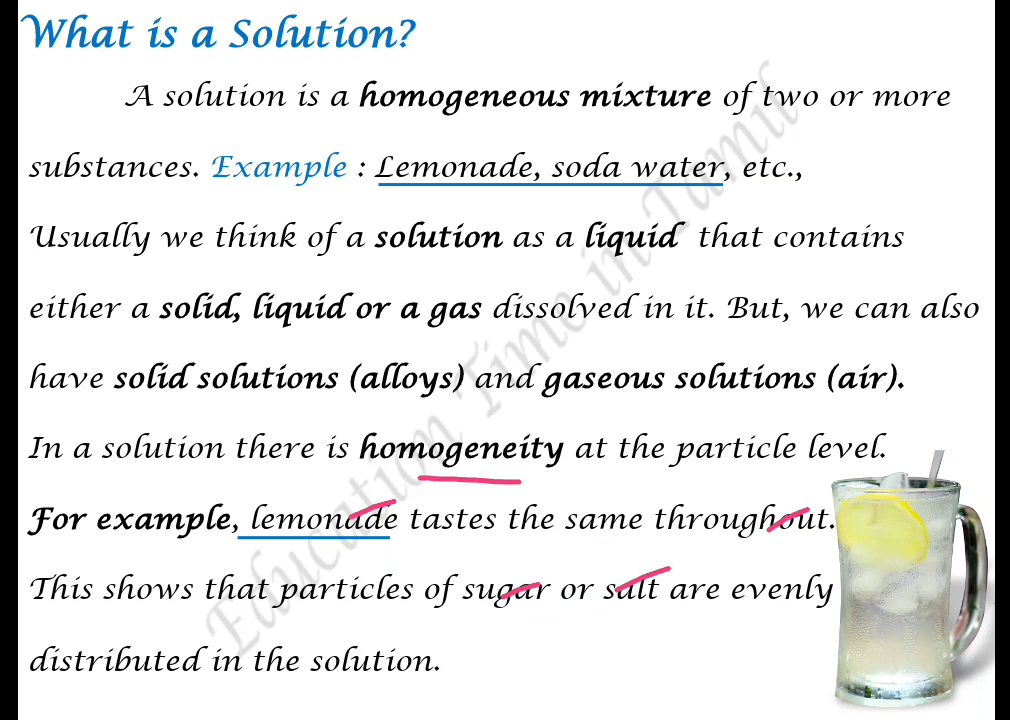 What is a Solution?
A solution is a homogeneous mixture of two or more
substances. Example : Lemonade, soda water, etc.,
Usually we think of a solution as a liquid that contains
either a solid, liquid or a gas dissolved in it. But, we can also
have solid solutions (alloys) and gaseous solutions (air).
In a solution there is homogeneity at the particle level.
For example, lemonade tastes the same throughout.
This shows that particles of sugar or salt are evenly
distributed in the solution.
Education Time in Tamil